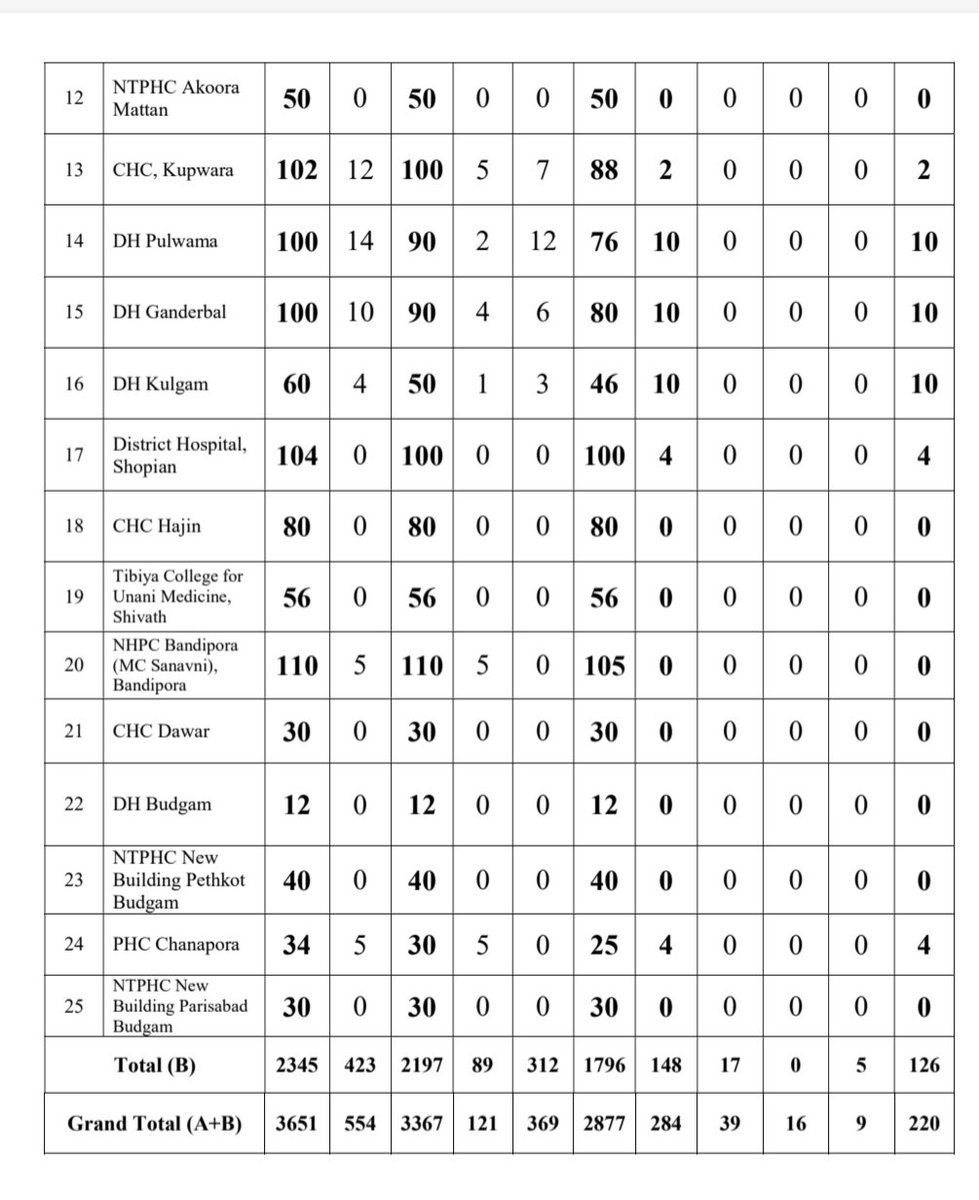 12 NTPHC Akoora Mattan 50 0 50 0 0 50 0 0 0 0 0
13 CHC, Kupwara 102 12 100 5 7 88 2 0 0 0 2
14 DH Pulwama 100 14 90 2 12 76 10 0 0 0 10
15 DH Ganderbal 100 10 90 4 6 80 10 0 0 0 10
16 DH Kulgam 60 4 50 1 3 46 10 0 0 0 10
17 District Hospital, Shopian 104 0 100 0 0 100 4 0 0 0 4
18 CHC Hajin 80 0 80 0 0 80 0 0 0 0 0
19 Tibiya College for Unani Medicine, Shivath 56 0 56 0 0 56 0 0 0 0 0
20 NHPC Bandipora (MC Sanavni), Bandipora 110 5 110 5 0 105 0 0 0 0 0
21 CHC Dawar 30 0 30 0 0 30 0 0 0 0 0
22 DH Budgam 12 0 12 0 0 12 0 0 0 0 0
23 NTPHC New Building Pethkot Budgam 40 0 40 0 0 40 0 0 0 0 0
24 PHC Chanapora 34 5 30 5 0 25 4 0 0 0 4
25 NTPHC New Building Parisabad Budgam 30 0 30 0 0 30 0 0 0 0 0
Total (B) 2345 423 2197 89 312 1796 148 17 0 5 126
Grand Total (A+B) 3651 554 3367 121 369 2877 284 39 16 9 220